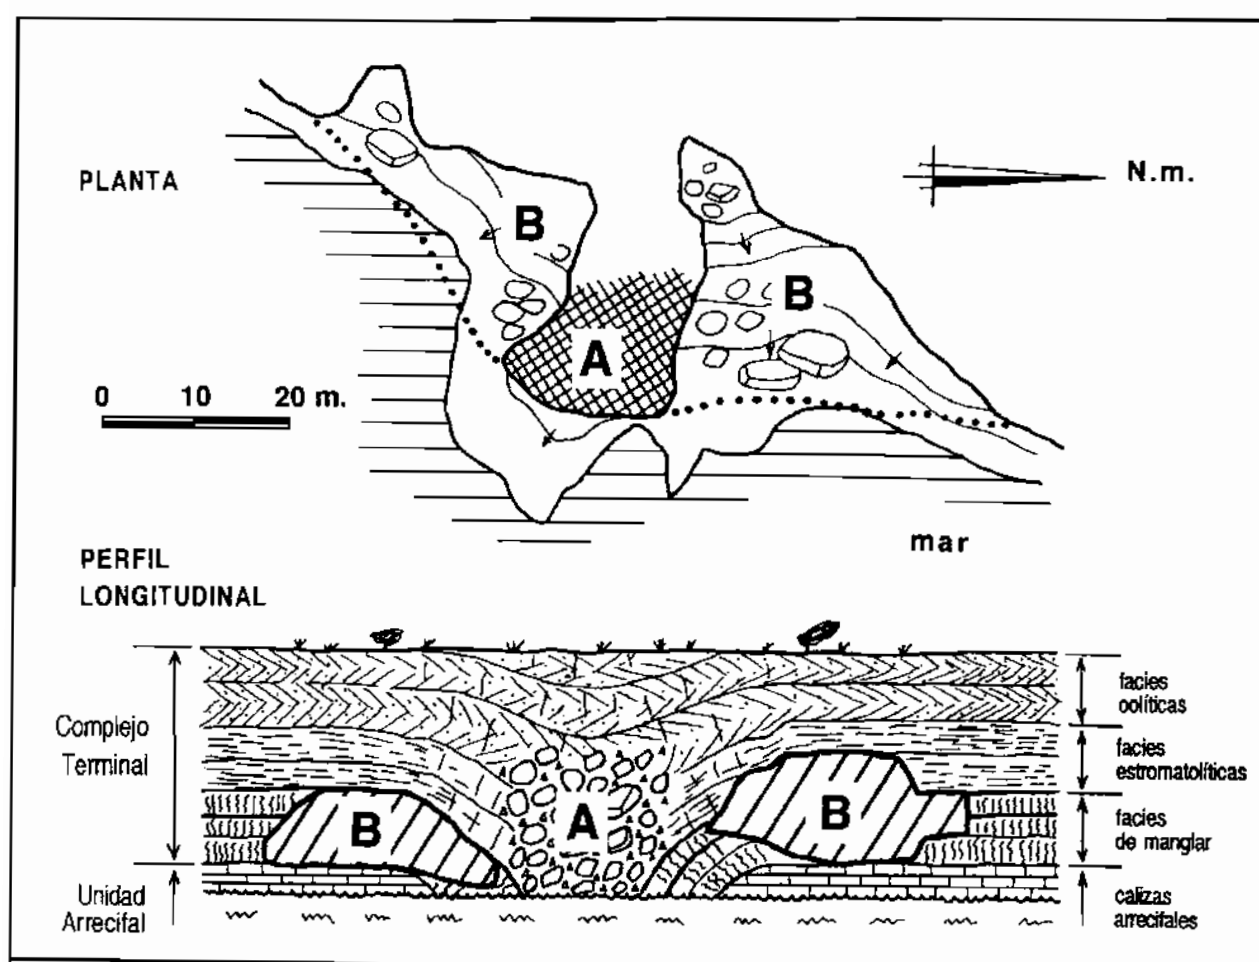 PLANTA
N.m.
B
B
A
0 10 20 m.
mar
PERFIL
LONGITUDINAL
Complejo
Terminal
Unidad
Arrecifal
B
A
B
facies
oolíticas
facies
estromatolíticas
facies
de manglar
calizas
arrecifales